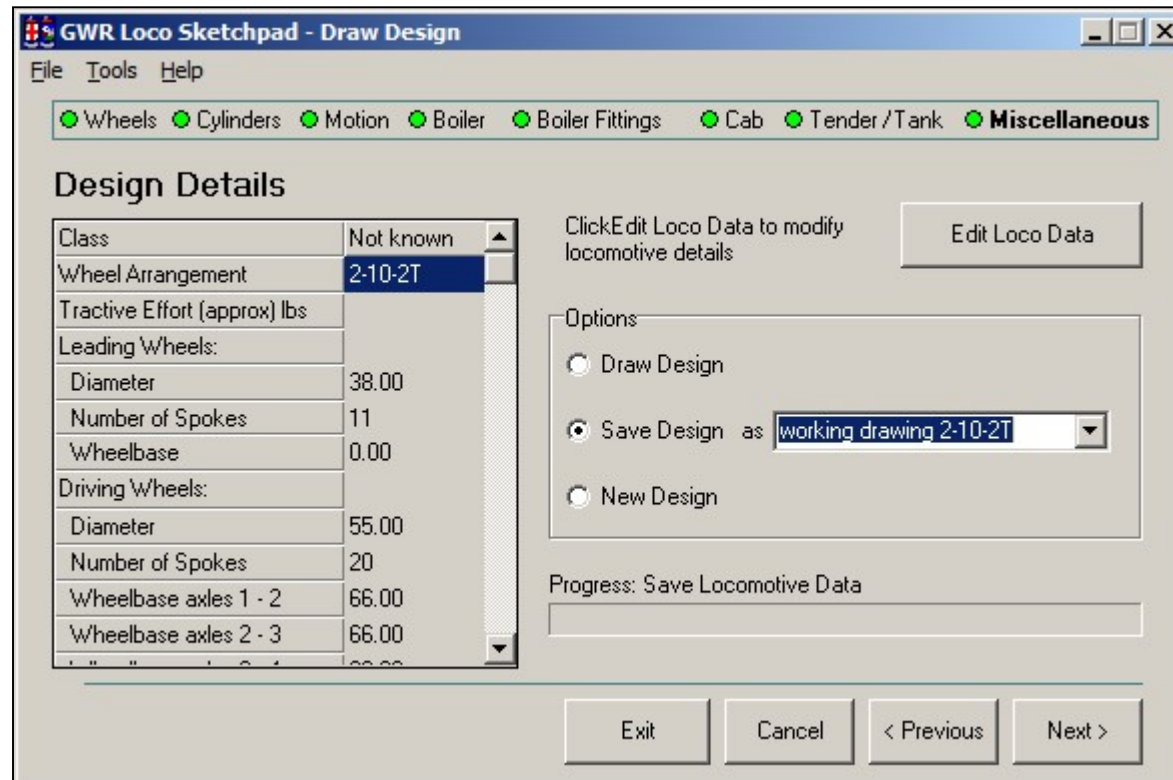 GWR Loco Sketchpad - Draw Design
File Tools Help
Wheels Cylinders Motion Boiler Boiler Fittings Cab Tender / Tank Miscellaneous
Design Details
Class Not known
Wheel Arrangement 2-10-2T
Tractive Effort (approx) lbs
Leading Wheels:
Diameter 38.00
Number of Spokes 11
Wheelbase 0.00
Driving Wheels:
Diameter 55.00
Number of Spokes 20
Wheelbase axles 1 - 2 66.00
Wheelbase axles 2 - 3 66.00
ClickEdit Loco Data to modify
locomotive details
Edit Loco Data
Options
Draw Design
Save Design as working drawing 2-10-2T
New Design
Progress: Save Locomotive Data
Exit Cancel < Previous Next >